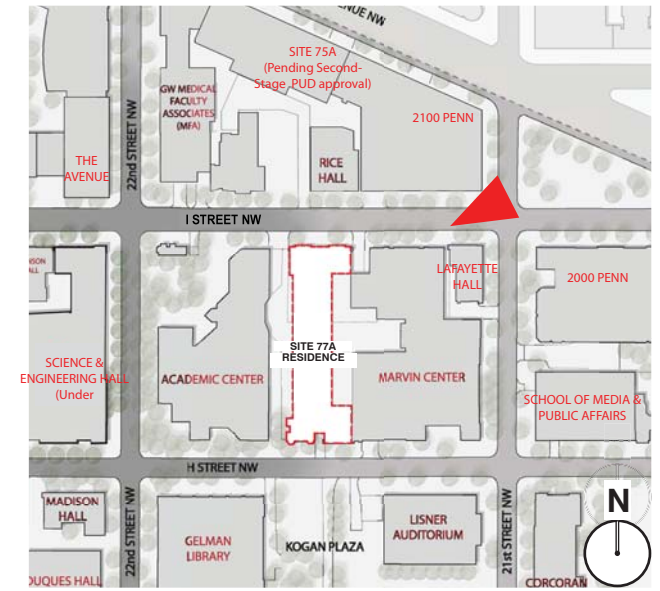 NUE NW
SITE 75A
(Pending Second-
Stage PUD approval)
GW MEDICAL
FACULTY
ASSOCIATES
(MFA)
2100 PENN
22nd STREET NW
THE
AVENUE
RICE
HALL
I STREET NW
LAFAYETTE
HALL
2000 PENN
SITE 77A
RESIDENCE
SCIENCE &
ENGINEERING HALL
(Under
ACADEMIC CENTER
MARVIN CENTER
SCHOOL OF MEDIA &
PUBLIC AFFAIRS
H STREET NW
MADISON
HALL
22nd STREET NW
GELMAN
LIBRARY
KOGAN PLAZA
LISNER
AUDITORIUM
21st STREET NW
N
DUQUES HALL
CORCORAN